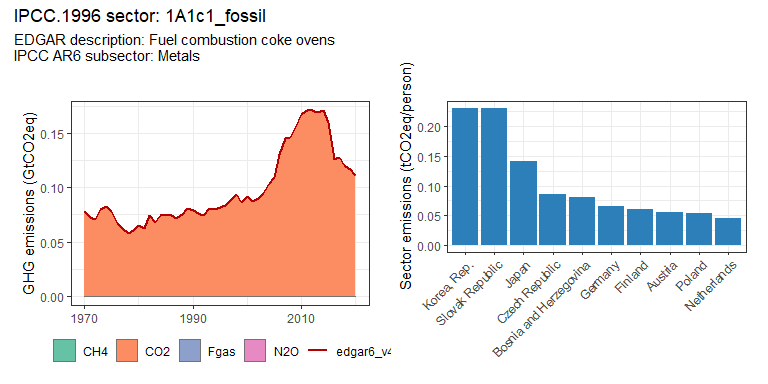 IPCC.1996 sector: 1A1c1_fossil
EDGAR description: Fuel combustion coke ovens
IPCC AR6 subsector: Metals
GHG emissions (GtCO2eq)
0.15
0.10
0.05
0.00
1970
1990
2010
CH4
CO2
Fgas
N2O
edgar6_v4
Sector emissions (tCO2eq/person)
0.20
0.15
0.10
0.05
0.00
Korea, Rep.
Slovak Republic
Japan
Czech Republic
Bosnia and Herzegovina
Germany
Finland
Austria
Poland
Netherlands